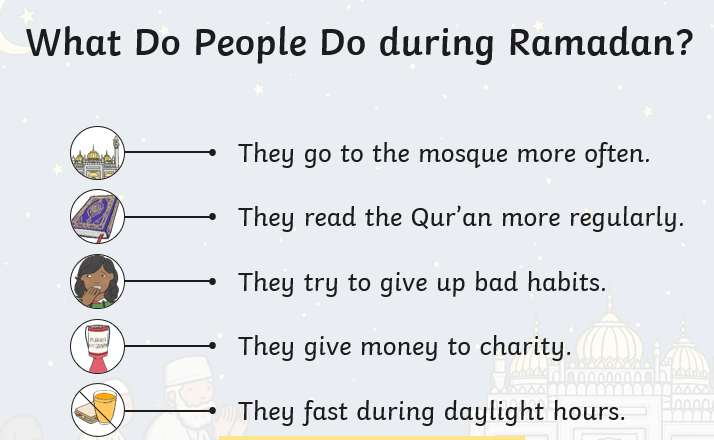 What Do People Do during Ramadan?
They go to the mosque more often.
They read the Qur’an more regularly.
They try to give up bad habits.
They give money to charity.
They fast during daylight hours.